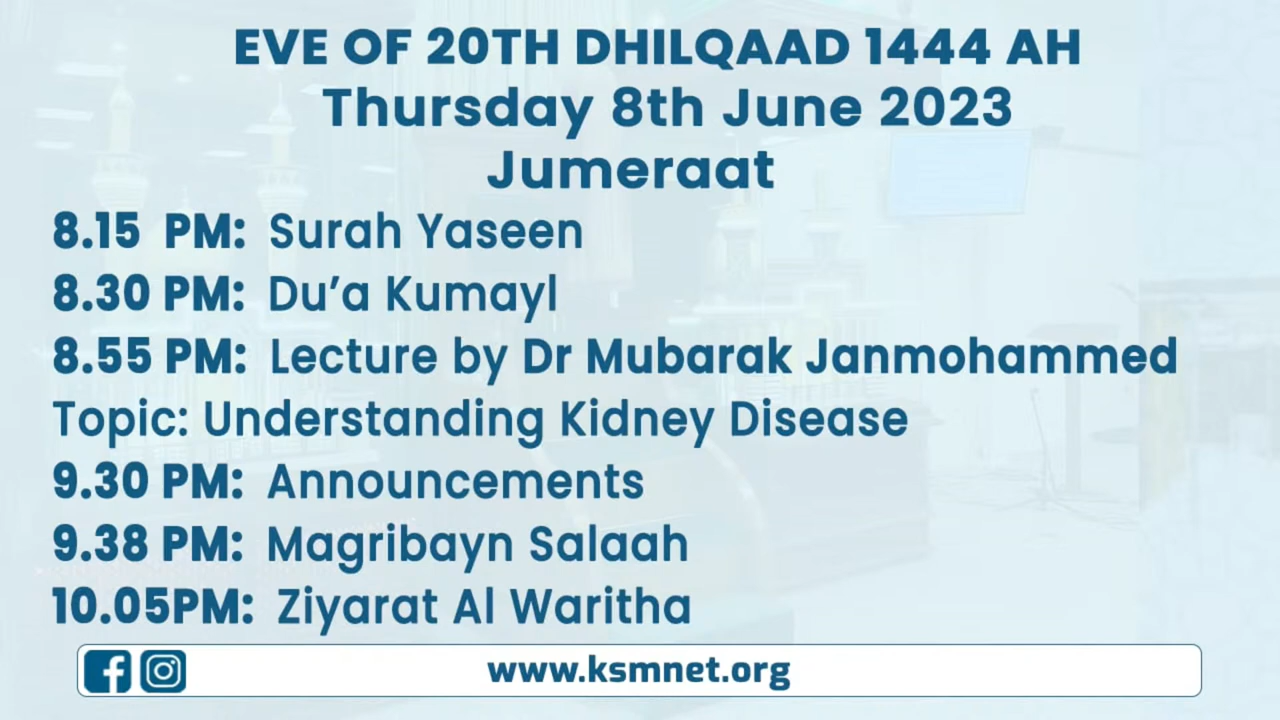 EVE OF 20TH DHILQAAD 1444 AH
Thursday 8th June 2023
Jumeraat
8.15 PM: Surah Yaseen
8.30 PM: Du’a Kumayl
8.55 PM: Lecture by Dr Mubarak Janmohammed
Topic: Understanding Kidney Disease
9.30 PM: Announcements
9.38 PM: Magribayn Salaah
10.05PM: Ziyarat Al Waritha
www.ksmnet.org